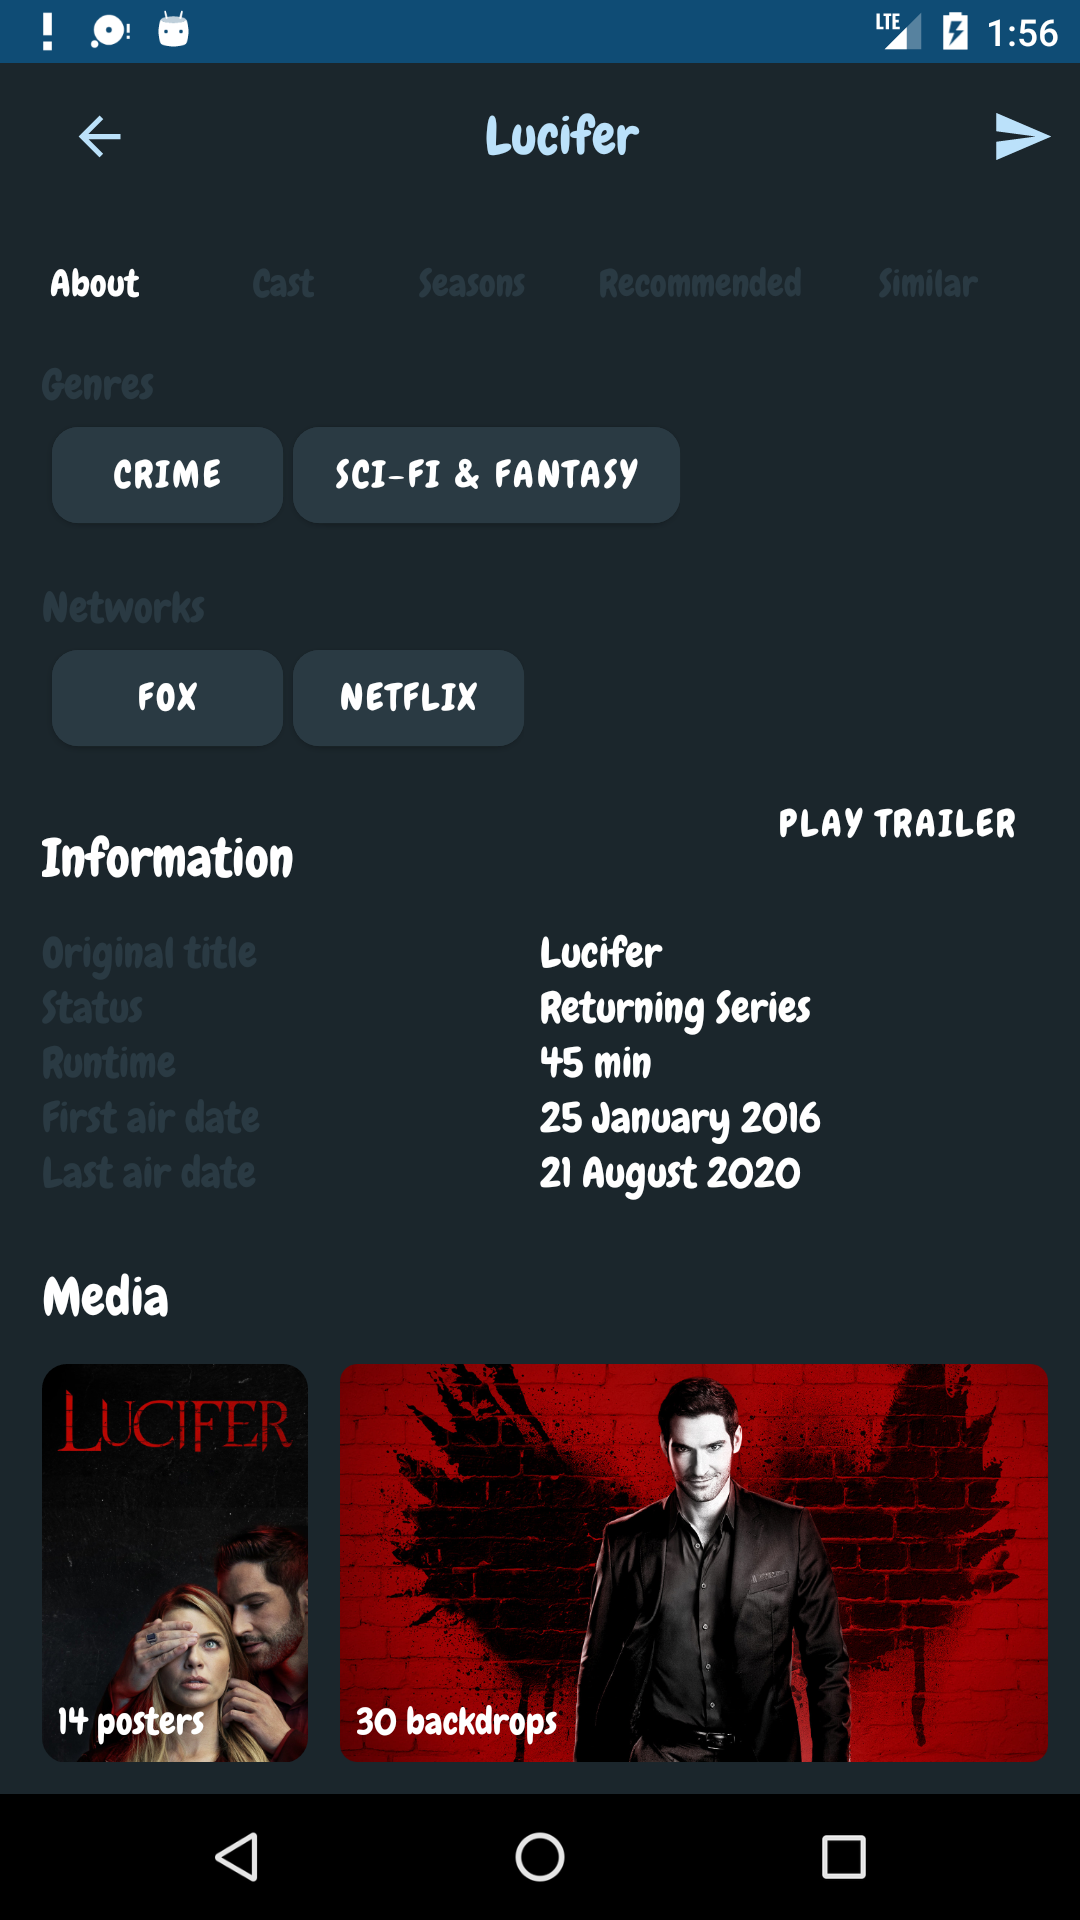 LTE 1:56
Lucifer
About Cast Seasons Recommended Similar
Genres
CRIME SCI-FI & FANTASY
Networks
FOX NETFLIX
PLAY TRAILER
Information
Original title Lucifer
Status Returning Series
Runtime 45 min
First air date 25 January 2016
Last air date 21 August 2020
Media
LUCIFER
14 posters 30 backdrops